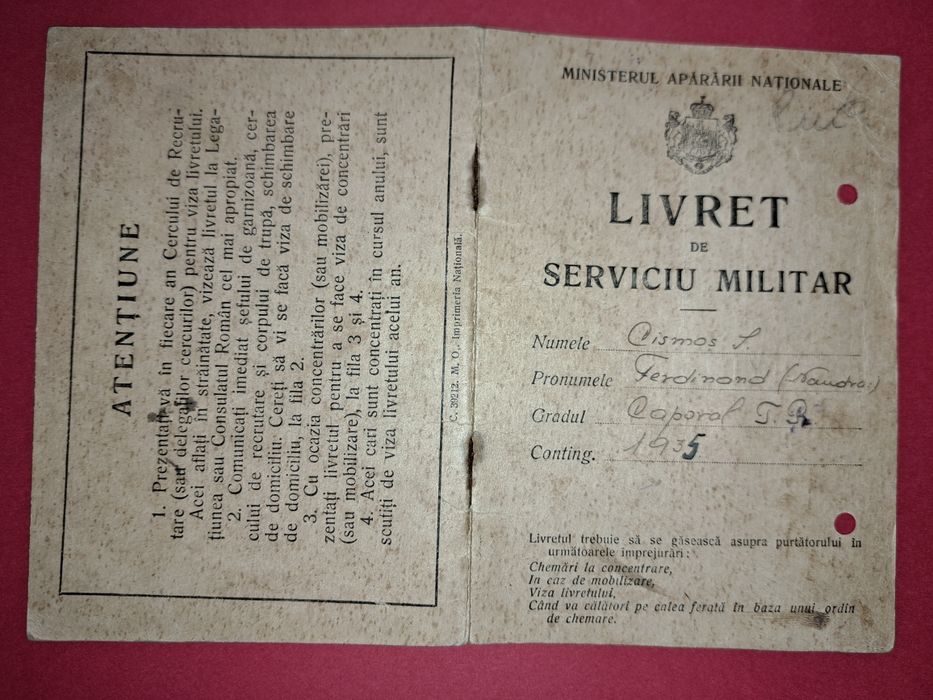 ATENȚIUNE
1. Prezentați-vă în fiecare an Cercului de Recru-
tare (sau delegaților cercurilor) pentru viza livretului.
Acei aflați în străinătate, vizează livretul la Lega-
țiunea sau Consulatul Român cel mai apropiat.
2. Comunicați imediat șefului de garnizoană, cer-
cului de recrutare și corpului de trupă, schimbarea
de domiciliu. Cereți să vi se facă viza de schimbare
de domiciliu, la fila 2.
3. Cu ocazia concentrărilor (sau mobilizărei), pre-
zentați livretul pentru a se face viza de concentrări
(sau mobilizare), la fila 3 și 4.
4. Acei cari sunt concentrați în cursul anului, sunt
scutiți de viza livretului acelui an.
C. 39212. M. O., Imprimeria Națională.
MINISTERUL APĂRĂRII NAȚIONALE
LIVRET
DE
SERVICIU MILITAR
Numele Cismos S.
Pronumele Ferdinand
Gradul Caporal T.R.
Conting. 1935
Livretul trebuie să se găsească asupra purtătorului în
următoarele împrejurări:
Chemări la concentrare,
In caz de mobilizare,
Viza livretului,
Când va călători pe calea ferată în baza unui ordin
de chemare.